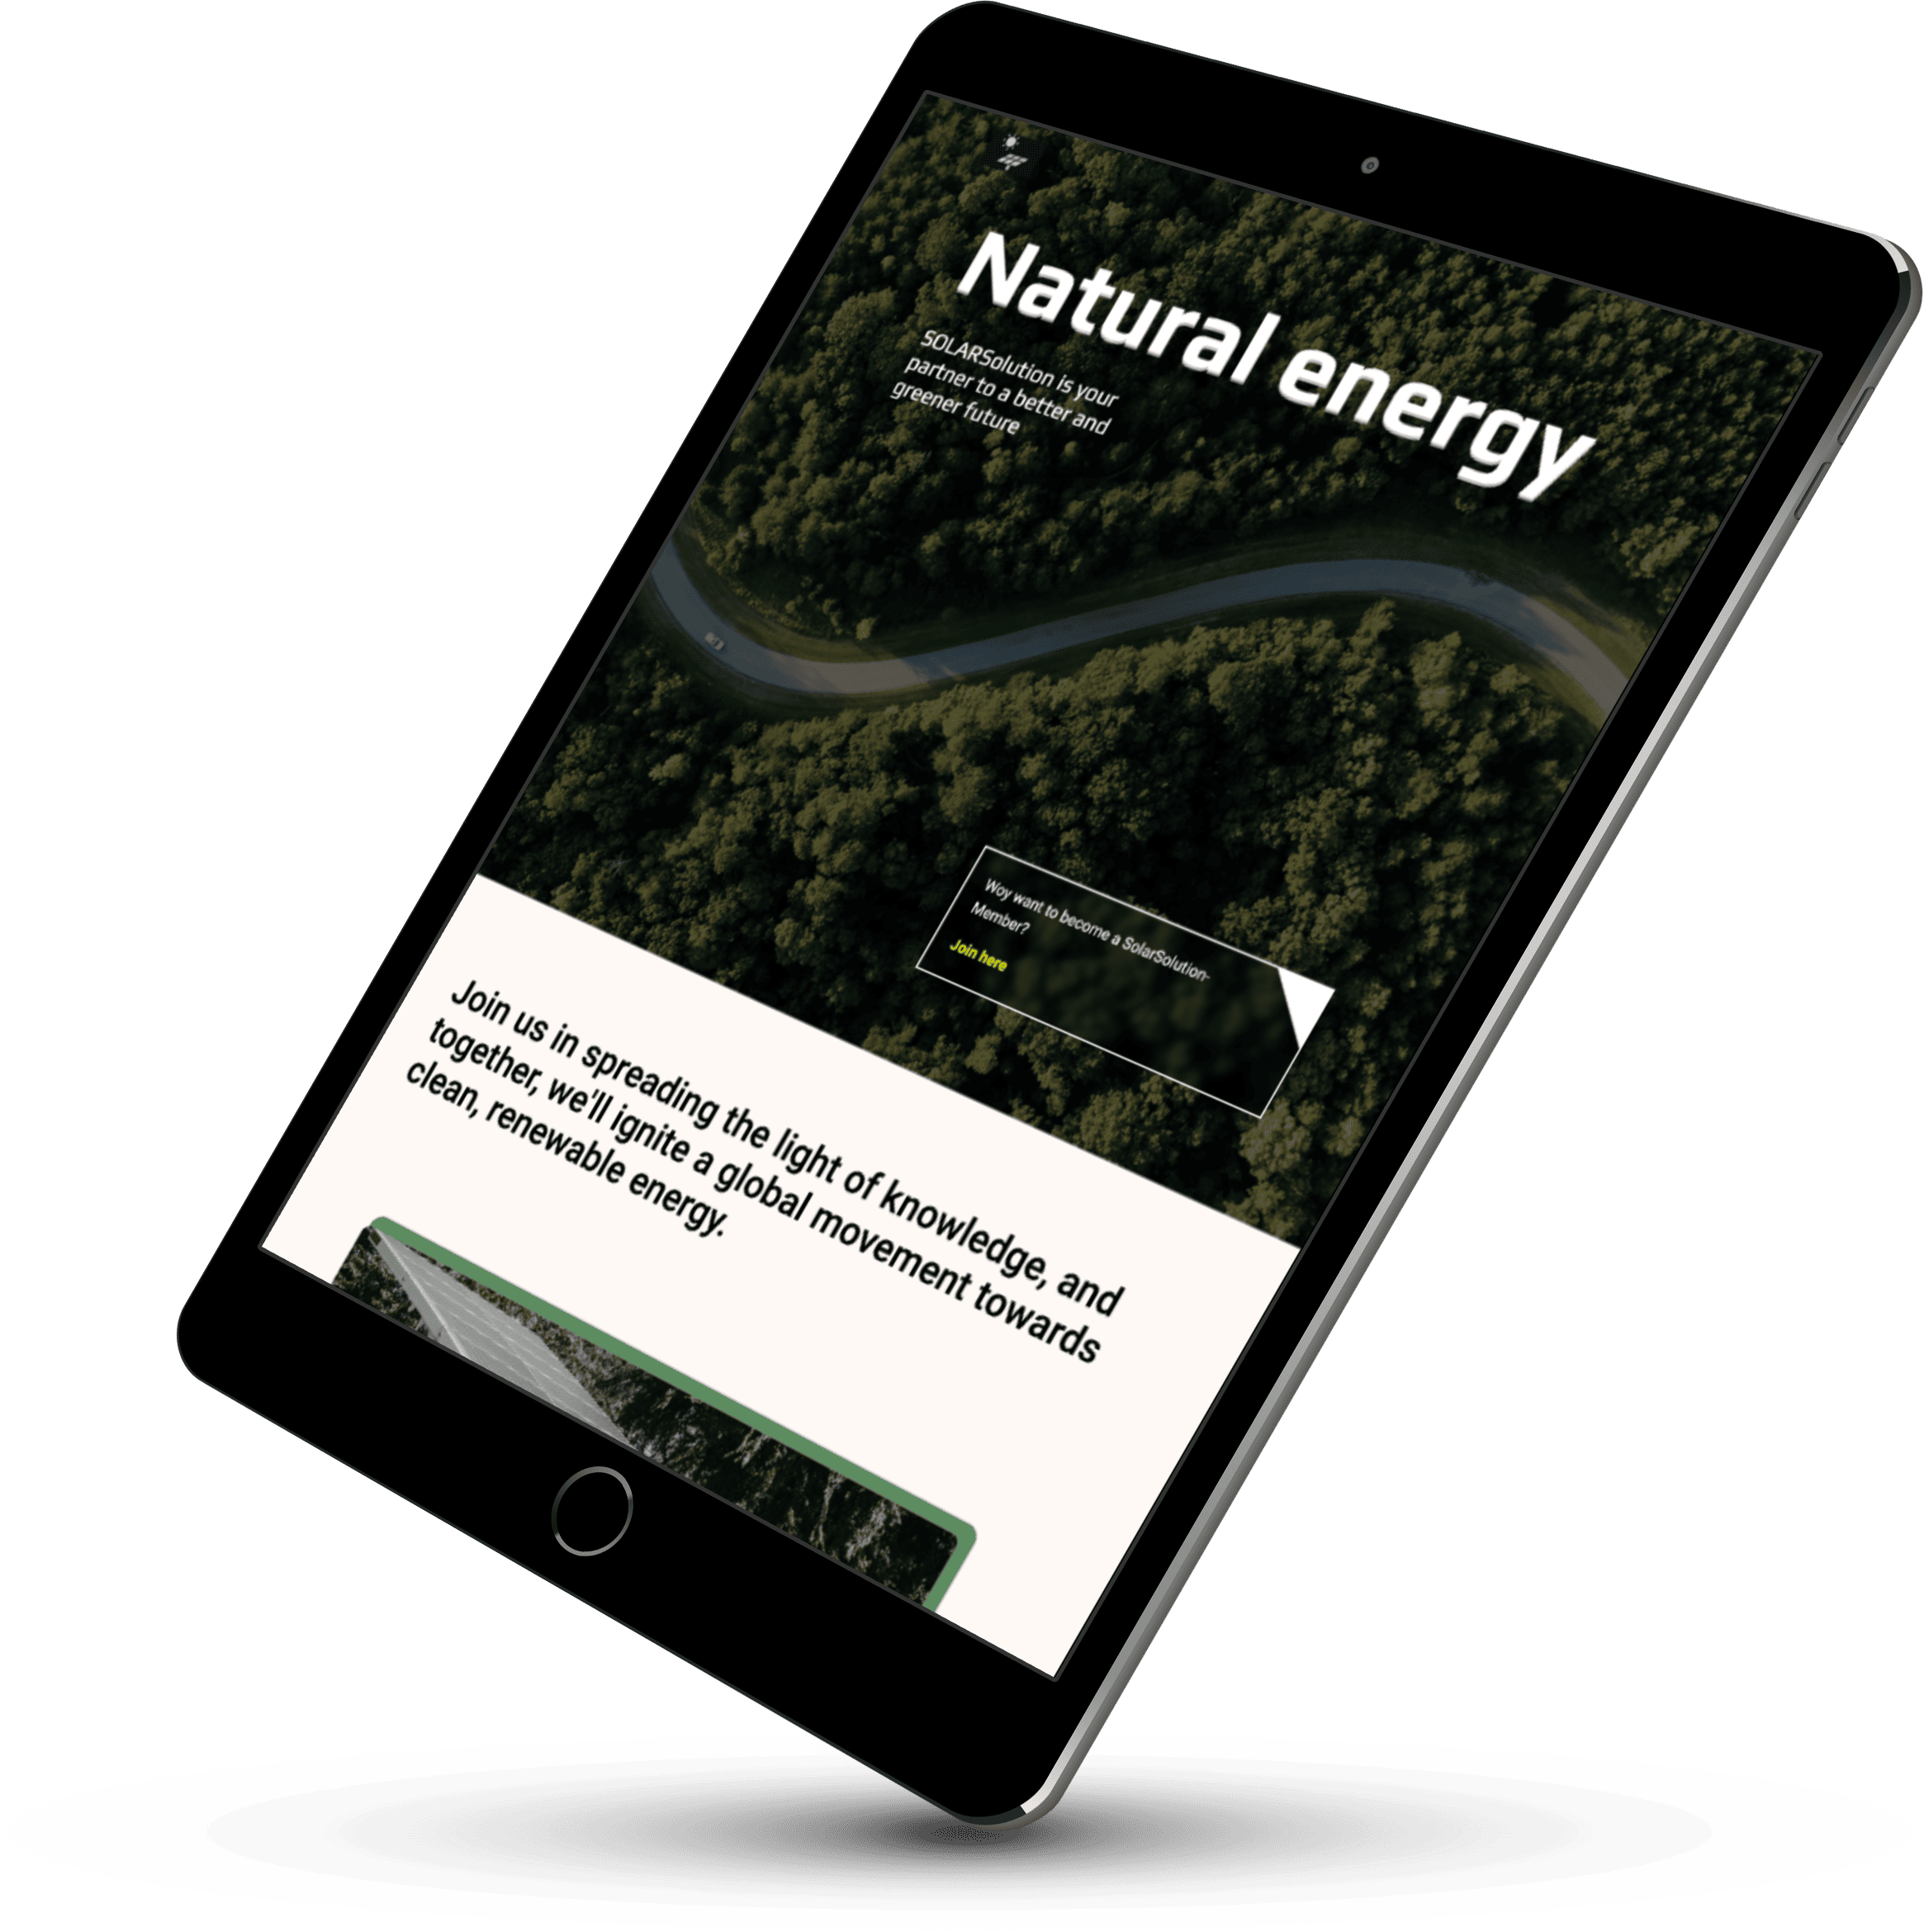 Natural energy
SOLARSolution is your
partner to a better and
greener future
Woy want to become a SolarSolution-
Member?
Join here
Join us in spreading the light of knowledge, and
together, we'll ignite a global movement towards
clean, renewable energy.